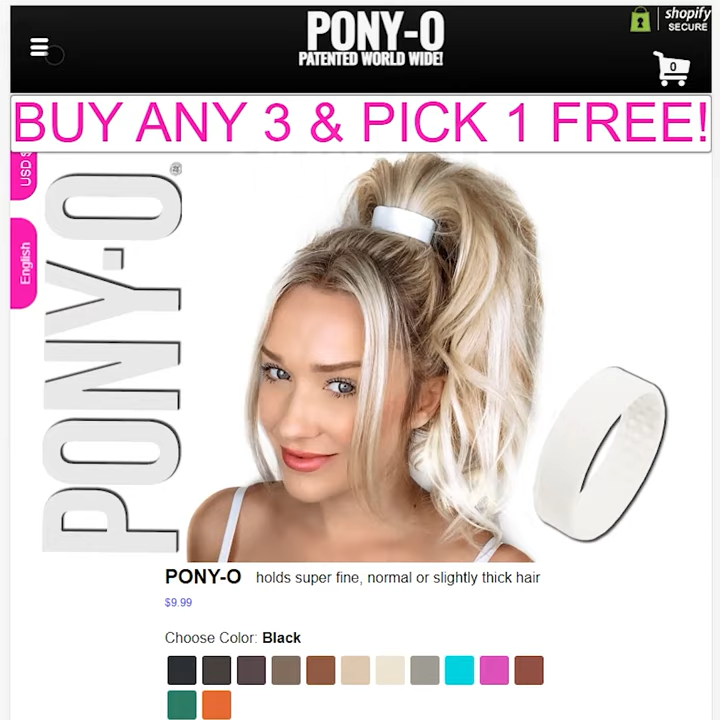 PONY-O
PATENTED WORLD WIDE!
shopify
SECURE
0
BUY ANY 3 & PICK 1 FREE!
USD
English
PONY-O®
PONY-O holds super fine, normal or slightly thick hair
$9.99
Choose Color: Black